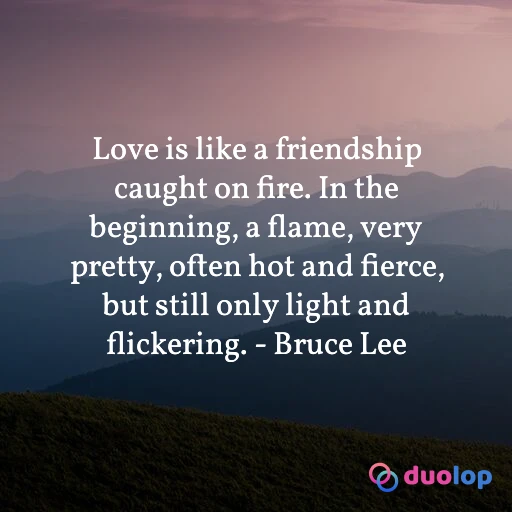 Love is like a friendship
caught on fire. In the
beginning, a flame, very
pretty, often hot and fierce,
but still only light and
flickering. - Bruce Lee
duolop